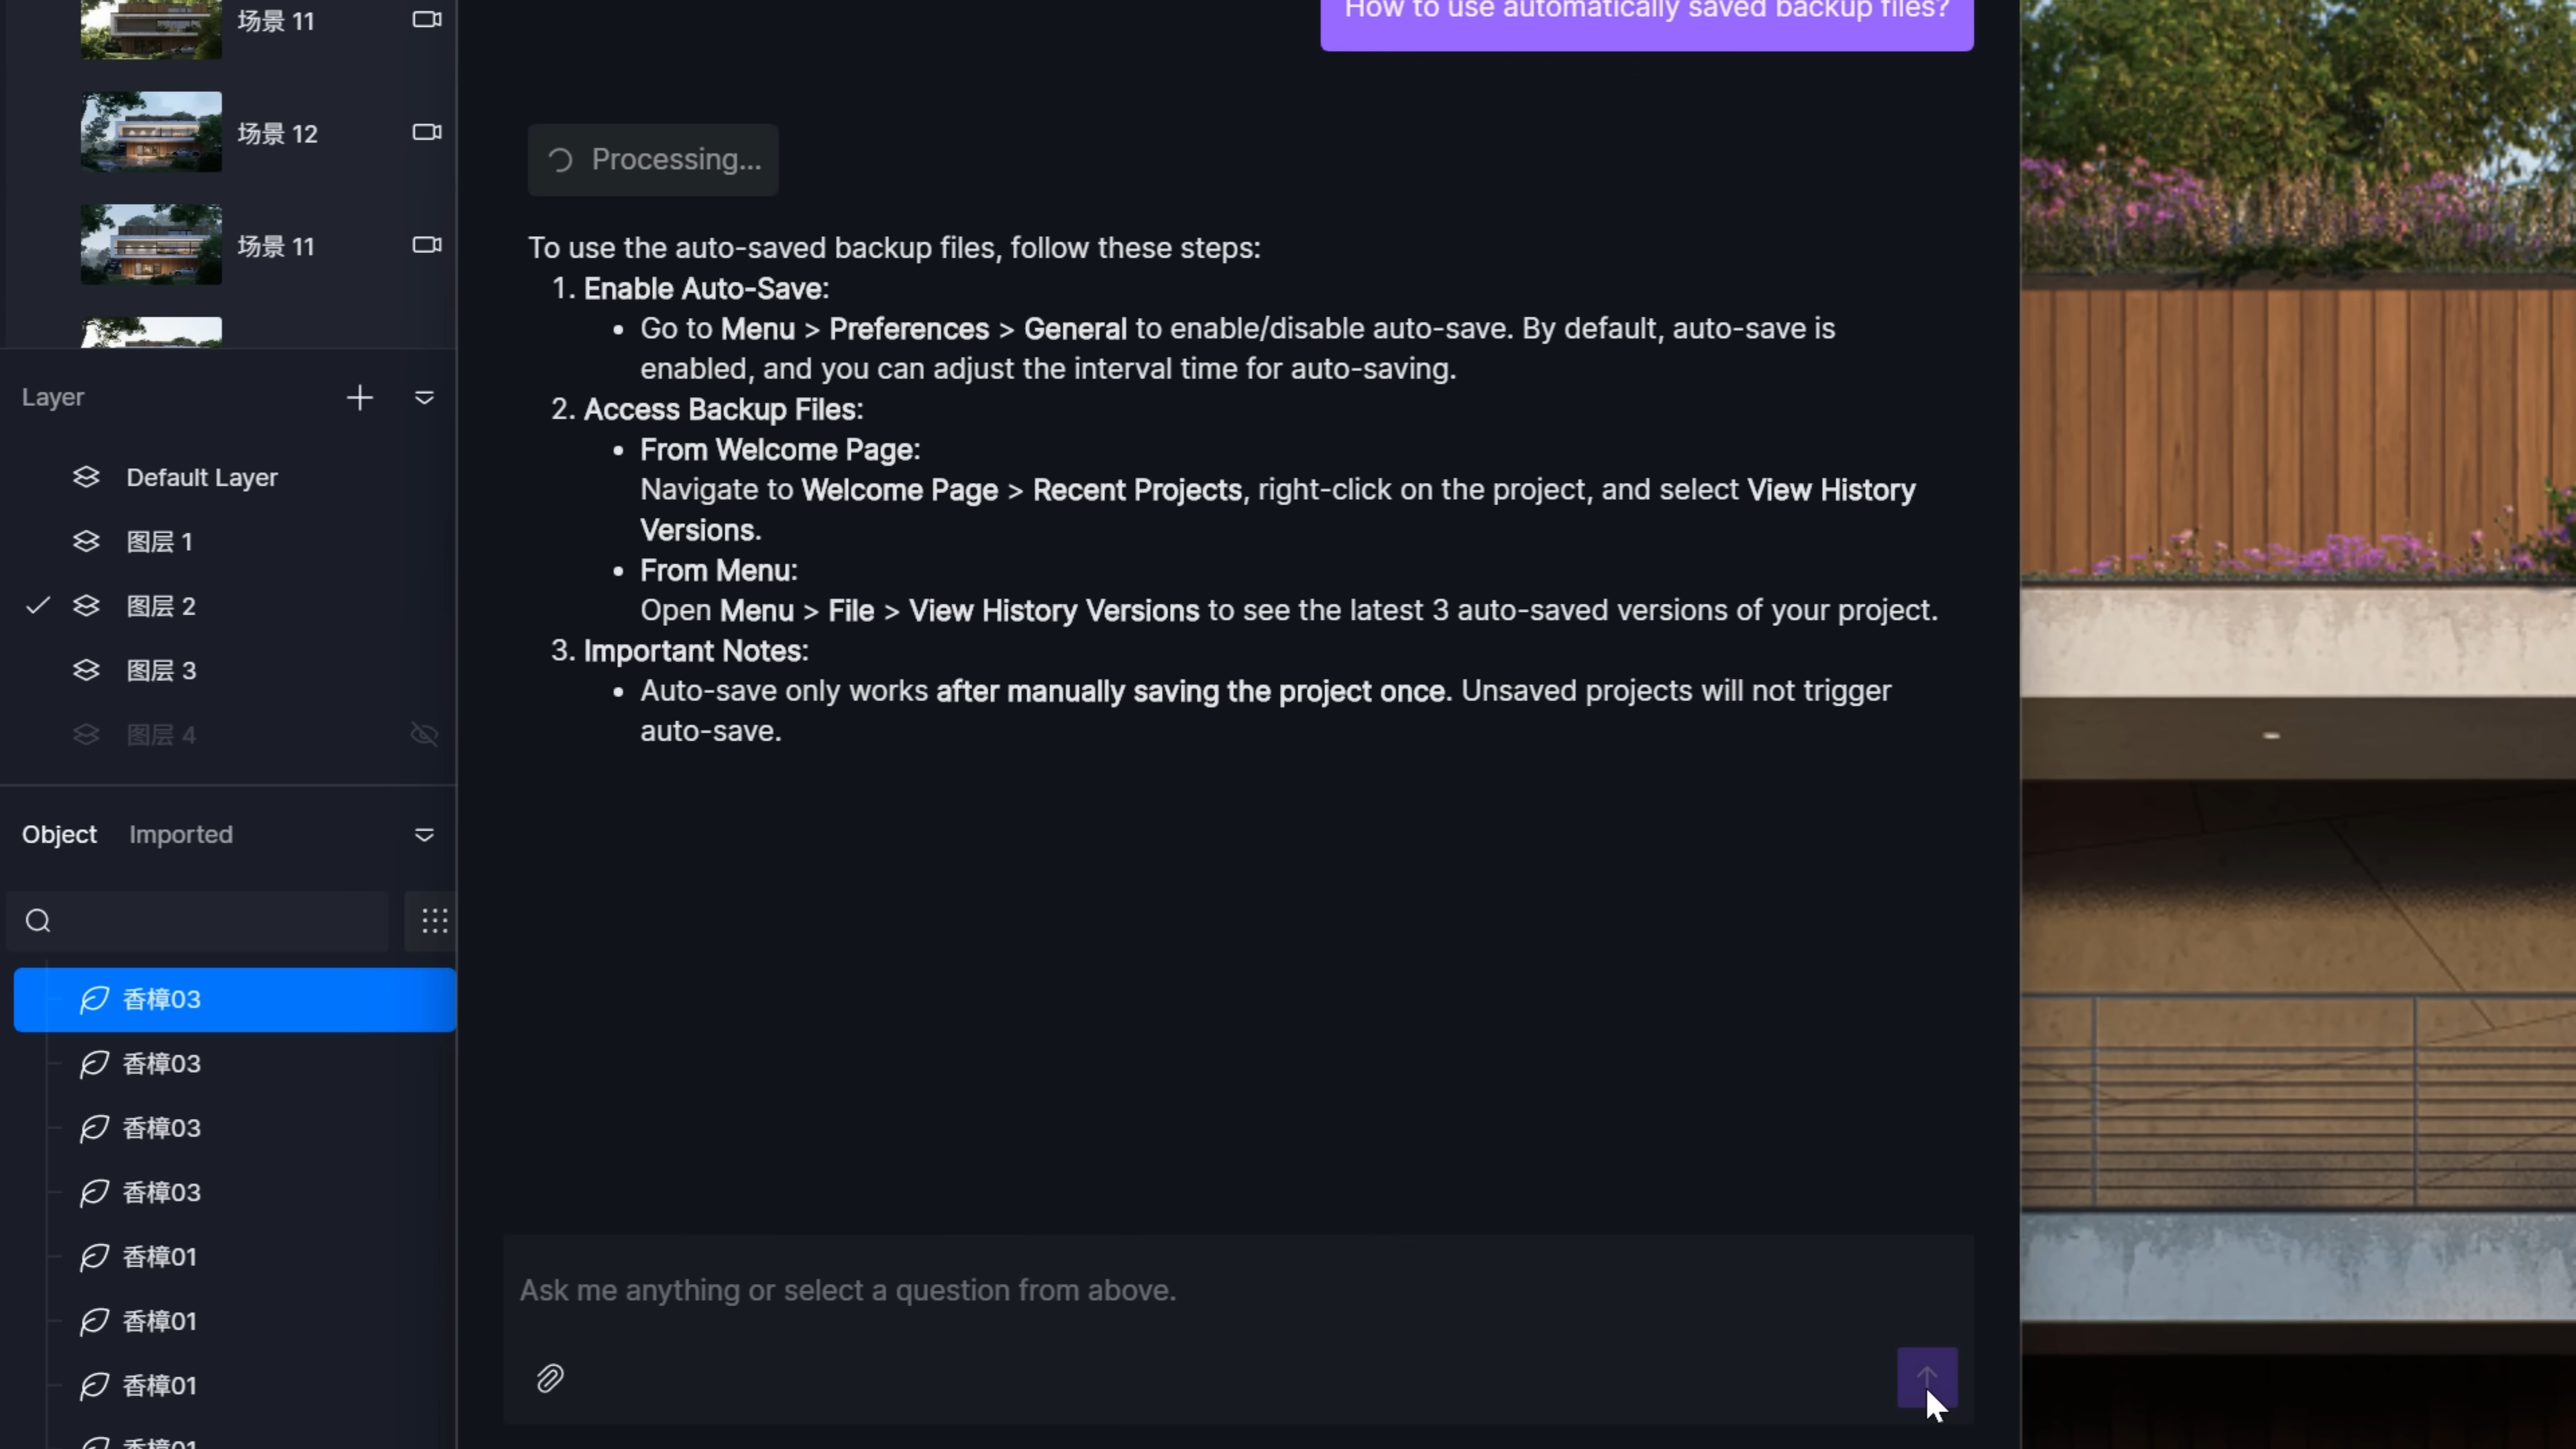 场景 11
场景 12
场景 11
Layer
Default Layer
图层 1
图层 2
图层 3
图层 4
Object Imported
香樟03
香樟03
香樟03
香樟03
香樟01
香樟01
香樟01
香樟01
How to use automatically saved backup files?
Processing...
To use the auto-saved backup files, follow these steps:
1. Enable Auto-Save:
• Go to Menu > Preferences > General to enable/disable auto-save. By default, auto-save is
enabled, and you can adjust the interval time for auto-saving.
2. Access Backup Files:
• From Welcome Page:
Navigate to Welcome Page > Recent Projects, right-click on the project, and select View History
Versions.
• From Menu:
Open Menu > File > View History Versions to see the latest 3 auto-saved versions of your project.
3. Important Notes:
• Auto-save only works after manually saving the project once. Unsaved projects will not trigger
auto-save.
Ask me anything or select a question from above.